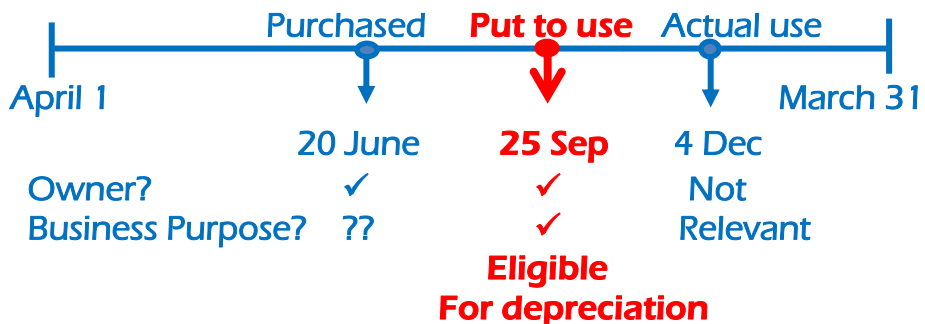 Purchased Put to use Actual use
April 1 March 31
20 June 25 Sep 4 Dec
Owner? ✓ ✓ Not
Business Purpose? ?? ✓ Relevant
Eligible
For depreciation